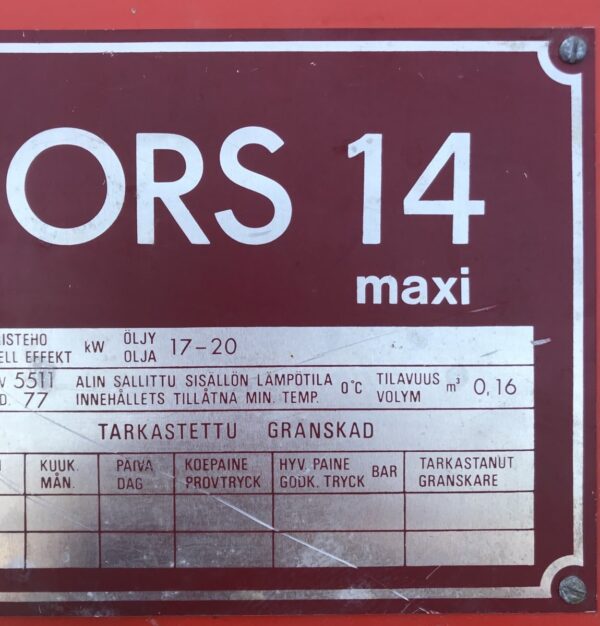 ORS 14
maxi
ISTEHO kW ÖLJY 17-20
ELL EFFEKT OLJA
V 5511 ALIN SALLITTU SISÄLLÖN LÄMPÖTILA 0°C TILAVUUS m³ 0,16
D. 77 INNEHÅLLETS TILLÅTNA MIN. TEMP. VOLYM
TARKASTETTU GRANSKAD
KUUK. PÄIVÄ KOEPAINE HYV. PAINE BAR TARKASTANUT
MÅN. DAG PROVTRYCK GODK. TRYCK GRANSKARE